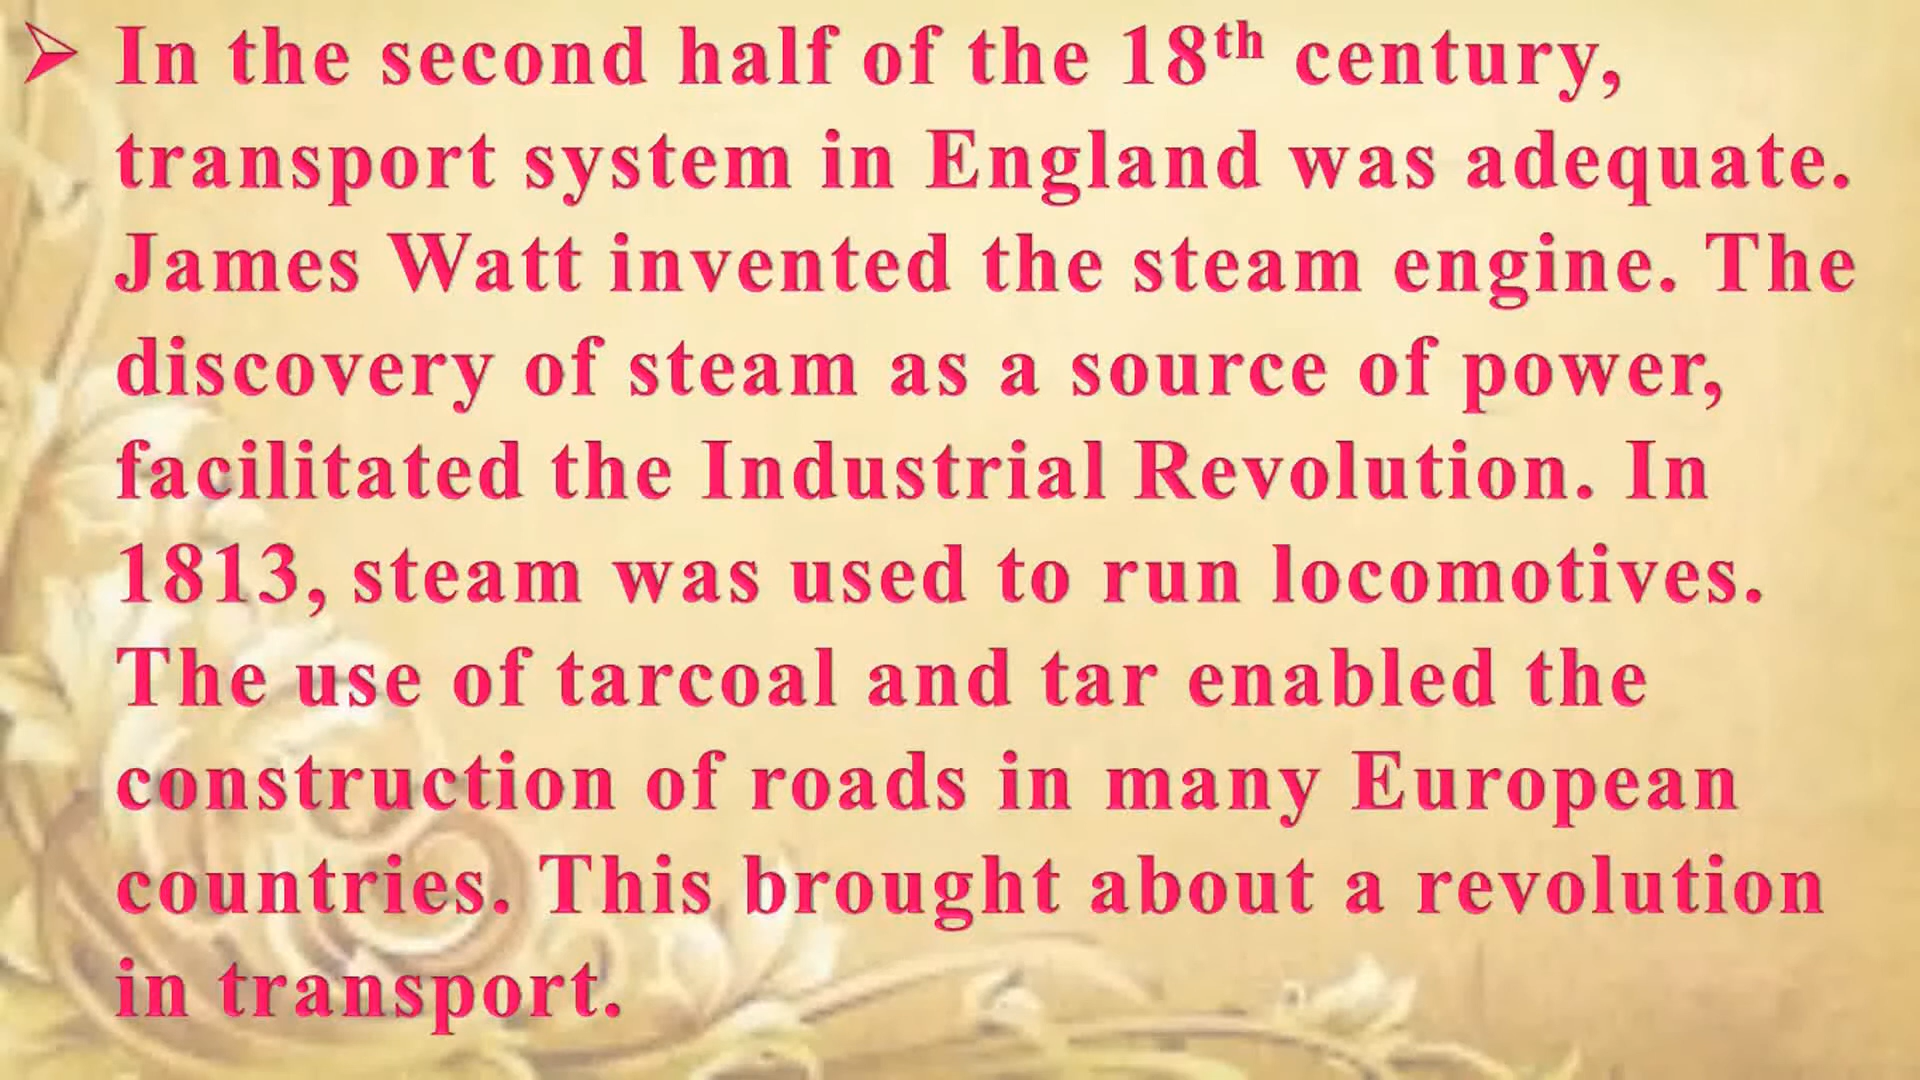 ➢ In the second half of the 18th century,
transport system in England was adequate.
James Watt invented the steam engine. The
discovery of steam as a source of power,
facilitated the Industrial Revolution. In
1813, steam was used to run locomotives.
The use of tarcoal and tar enabled the
construction of roads in many European
countries. This brought about a revolution
in transport.